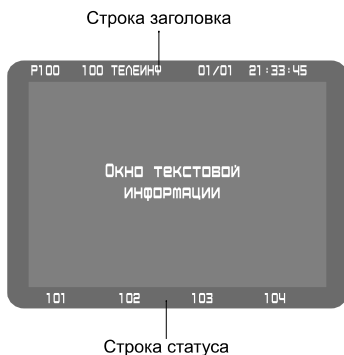 Строка заголовка
P100 100 ТЕЛЕИНФ 01/01 21:33:45
Окно текстовой
информации
101 102 103 104
Строка статуса